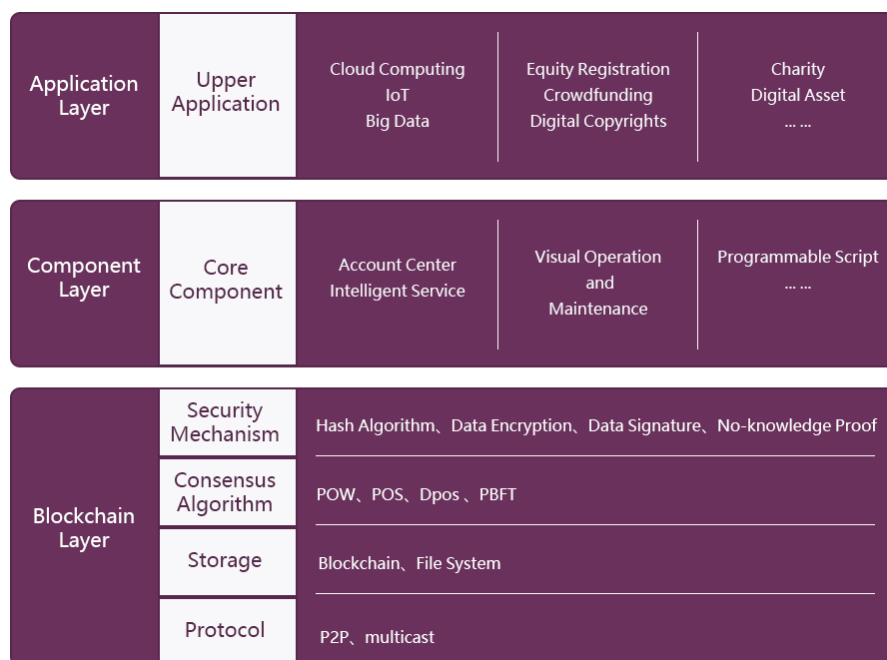 Application
Layer
Upper
Application
Cloud Computing
IoT
Big Data
Equity Registration
Crowdfunding
Digital Copyrights
Charity
Digital Asset
... ...
Component
Layer
Core
Component
Account Center
Intelligent Service
Visual Operation
and
Maintenance
Programmable Script
... ...
Blockchain
Layer
Security
Mechanism
Hash Algorithm、Data Encryption、Data Signature、No-knowledge Proof
Consensus
Algorithm
POW、POS、Dpos 、PBFT
Storage
Blockchain、File System
Protocol
P2P、multicast